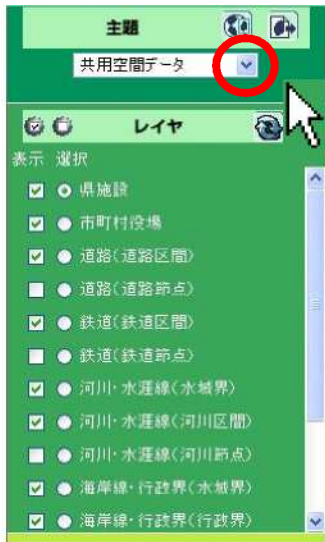 主題
共用空間データ
レイヤ
表示 選択
県施設
市町村役場
道路(道路区間)
道路(道路節点)
鉄道(鉄道区間)
鉄道(鉄道節点)
河川・水涯線(水域界)
河川・水涯線(河川区間)
河川・水涯線(河川節点)
海岸線・行政界(水域界)
海岸線・行政界(行政界)